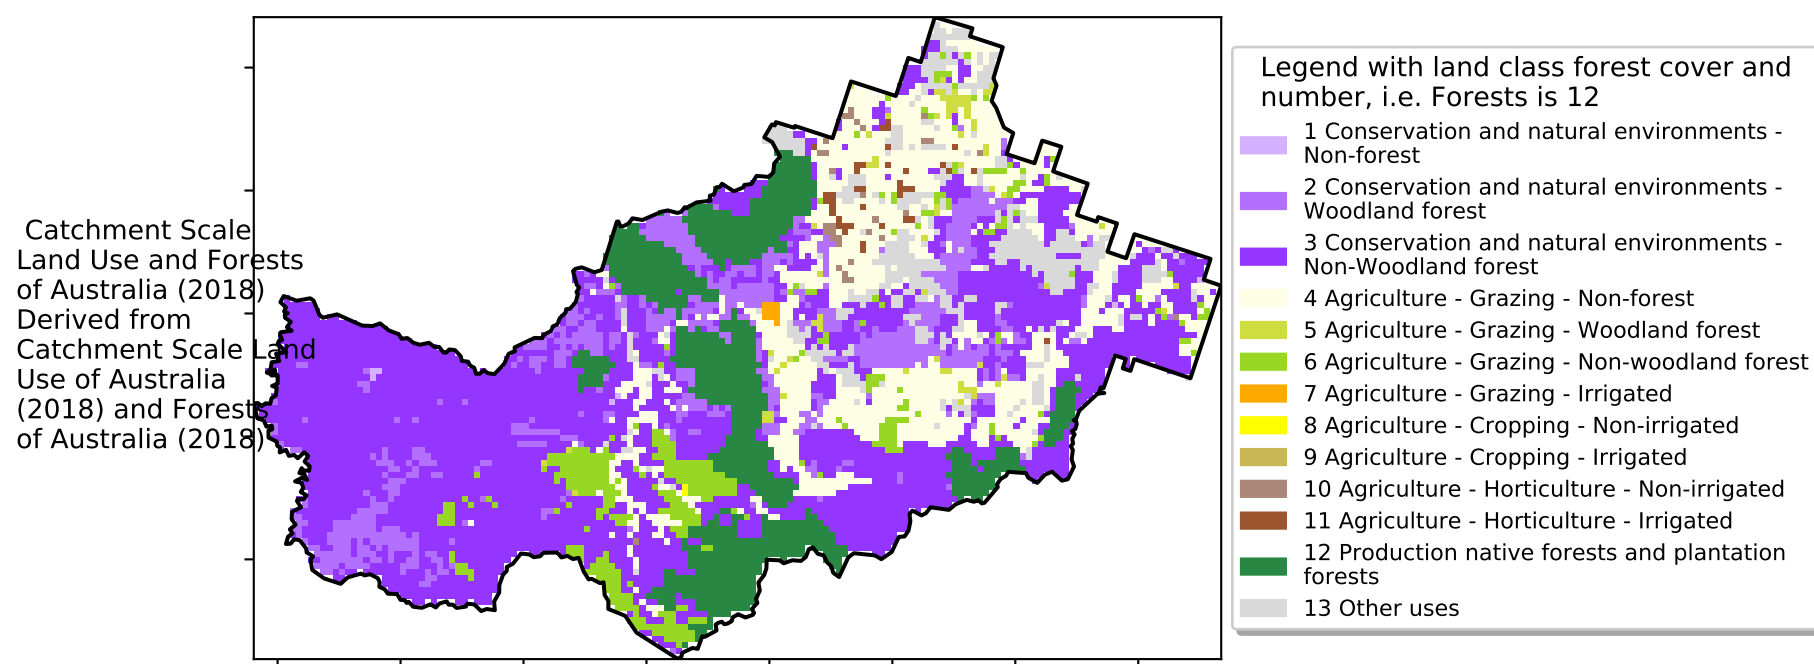 Catchment Scale
Land Use and Forests
of Australia (2018)
Derived from
Catchment Scale Land
Use of Australia
(2018) and Forests
of Australia (2018)
Legend with land class forest cover and
number, i.e. Forests is 12
1 Conservation and natural environments -
Non-forest
2 Conservation and natural environments -
Woodland forest
3 Conservation and natural environments -
Non-Woodland forest
4 Agriculture - Grazing - Non-forest
5 Agriculture - Grazing - Woodland forest
6 Agriculture - Grazing - Non-woodland forest
7 Agriculture - Grazing - Irrigated
8 Agriculture - Cropping - Non-irrigated
9 Agriculture - Cropping - Irrigated
10 Agriculture - Horticulture - Non-irrigated
11 Agriculture - Horticulture - Irrigated
12 Production native forests and plantation
forests
13 Other uses